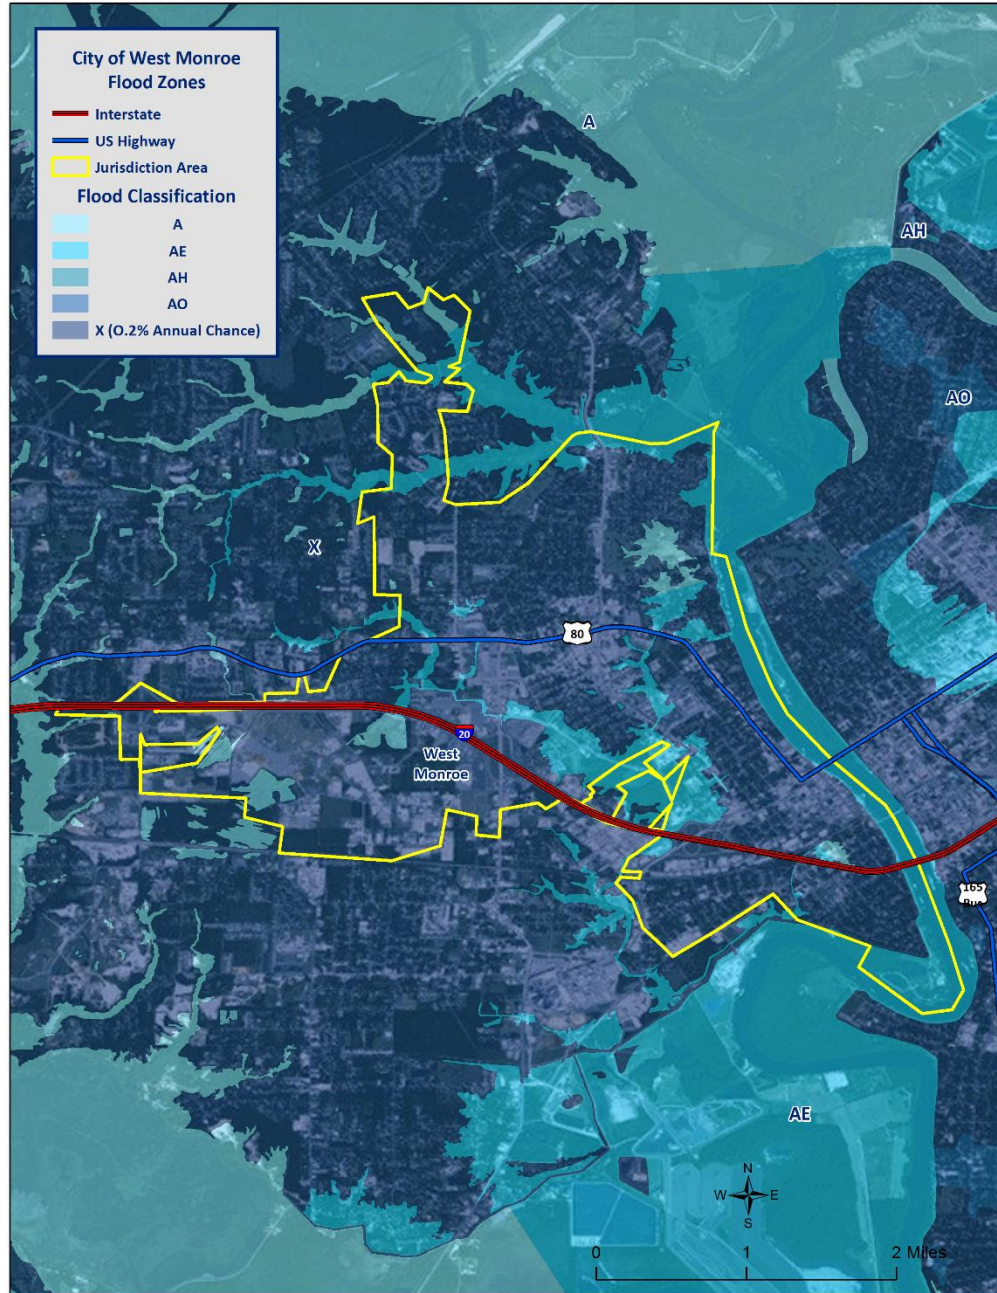 City of West Monroe
Flood Zones
Interstate
US Highway
Jurisdiction Area
Flood Classification
A
AE
AH
AO
X (0.2% Annual Chance)
A
AH
AO
X
80
20
West
Monroe
165
Bus
AE
N
W E
S
0 1 2 Miles